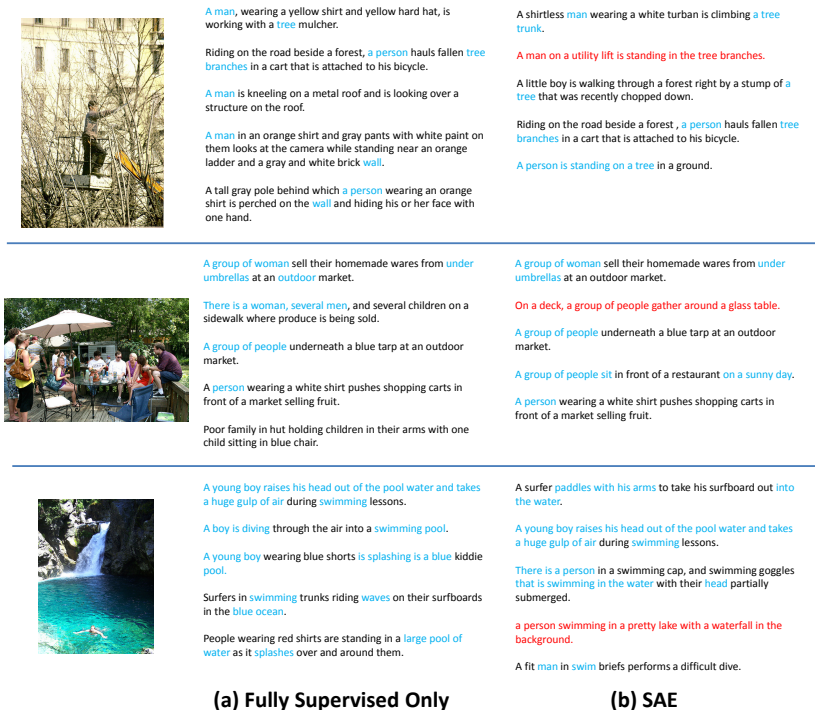 A man, wearing a yellow shirt and yellow hard hat, is
working with a tree mulcher.
Riding on the road beside a forest, a person hauls fallen tree
branches in a cart that is attached to his bicycle.
A man is kneeling on a metal roof and is looking over a
structure on the roof.
A man in an orange shirt and gray pants with white paint on
them looks at the camera while standing near an orange
ladder and a gray and white brick wall.
A tall gray pole behind which a person wearing an orange
shirt is perched on the wall and hiding his or her face with
one hand.
A shirtless man wearing a white turban is climbing a tree
trunk.
A man on a utility lift is standing in the tree branches.
A little boy is walking through a forest right by a stump of a
tree that was recently chopped down.
Riding on the road beside a forest , a person hauls fallen tree
branches in a cart that is attached to his bicycle.
A person is standing on a tree in a ground.
A group of woman sell their homemade wares from under
umbrellas at an outdoor market.
There is a woman, several men, and several children on a
sidewalk where produce is being sold.
A group of people underneath a blue tarp at an outdoor
market.
A person wearing a white shirt pushes shopping carts in
front of a market selling fruit.
Poor family in hut holding children in their arms with one
child sitting in blue chair.
A group of woman sell their homemade wares from under
umbrellas at an outdoor market.
On a deck, a group of people gather around a glass table.
A group of people underneath a blue tarp at an outdoor
market.
A group of people sit in front of a restaurant on a sunny day.
A person wearing a white shirt pushes shopping carts in
front of a market selling fruit.
A young boy raises his head out of the pool water and takes
a huge gulp of air during swimming lessons.
A boy is diving through the air into a swimming pool.
A young boy wearing blue shorts is splashing is a blue kiddie
pool.
Surfers in swimming trunks riding waves on their surfboards
in the blue ocean.
People wearing red shirts are standing in a large pool of
water as it splashes over and around them.
A surfer paddles with his arms to take his surfboard out into
the water.
A young boy raises his head out of the pool water and takes
a huge gulp of air during swimming lessons.
There is a person in a swimming cap, and swimming goggles
that is swimming in the water with their head partially
submerged.
a person swimming in a pretty lake with a waterfall in the
background.
A fit man in swim briefs performs a difficult dive.
(a) Fully Supervised Only
(b) SAE